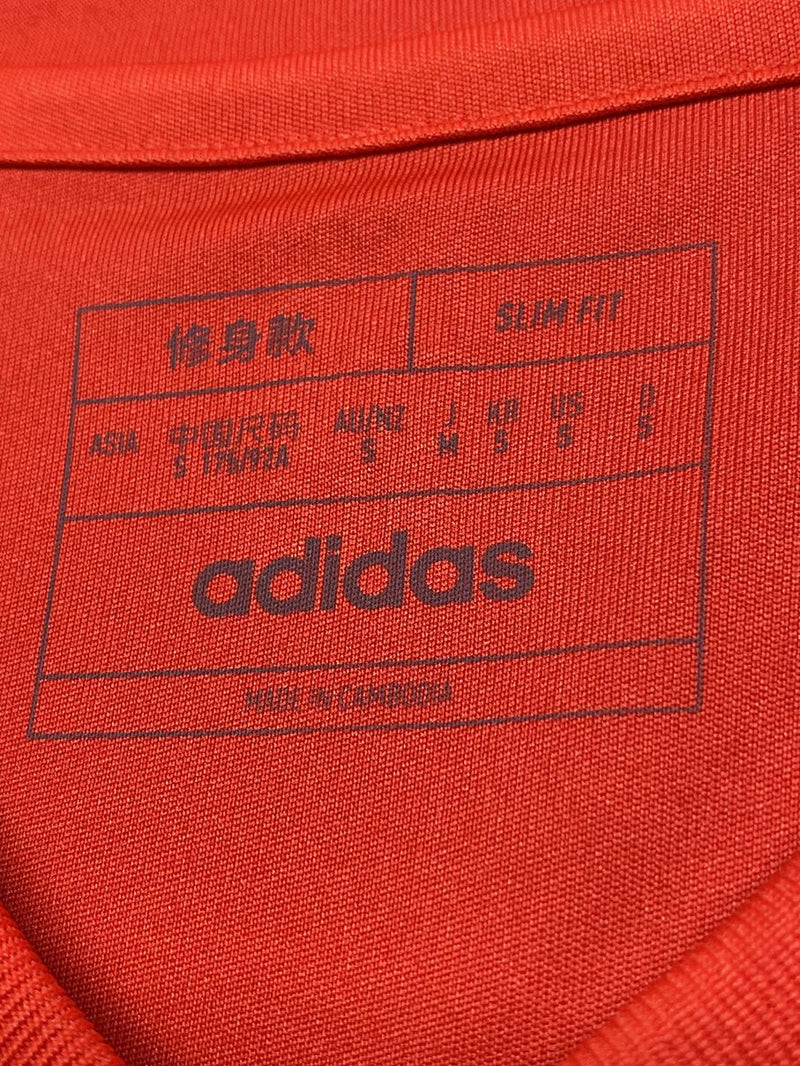 修身款 SLIM FIT
ASIA 中国尺码 AU/NZ J KR US D
S 175/92A S M S S S
adidas
MADE IN CAMBODIA